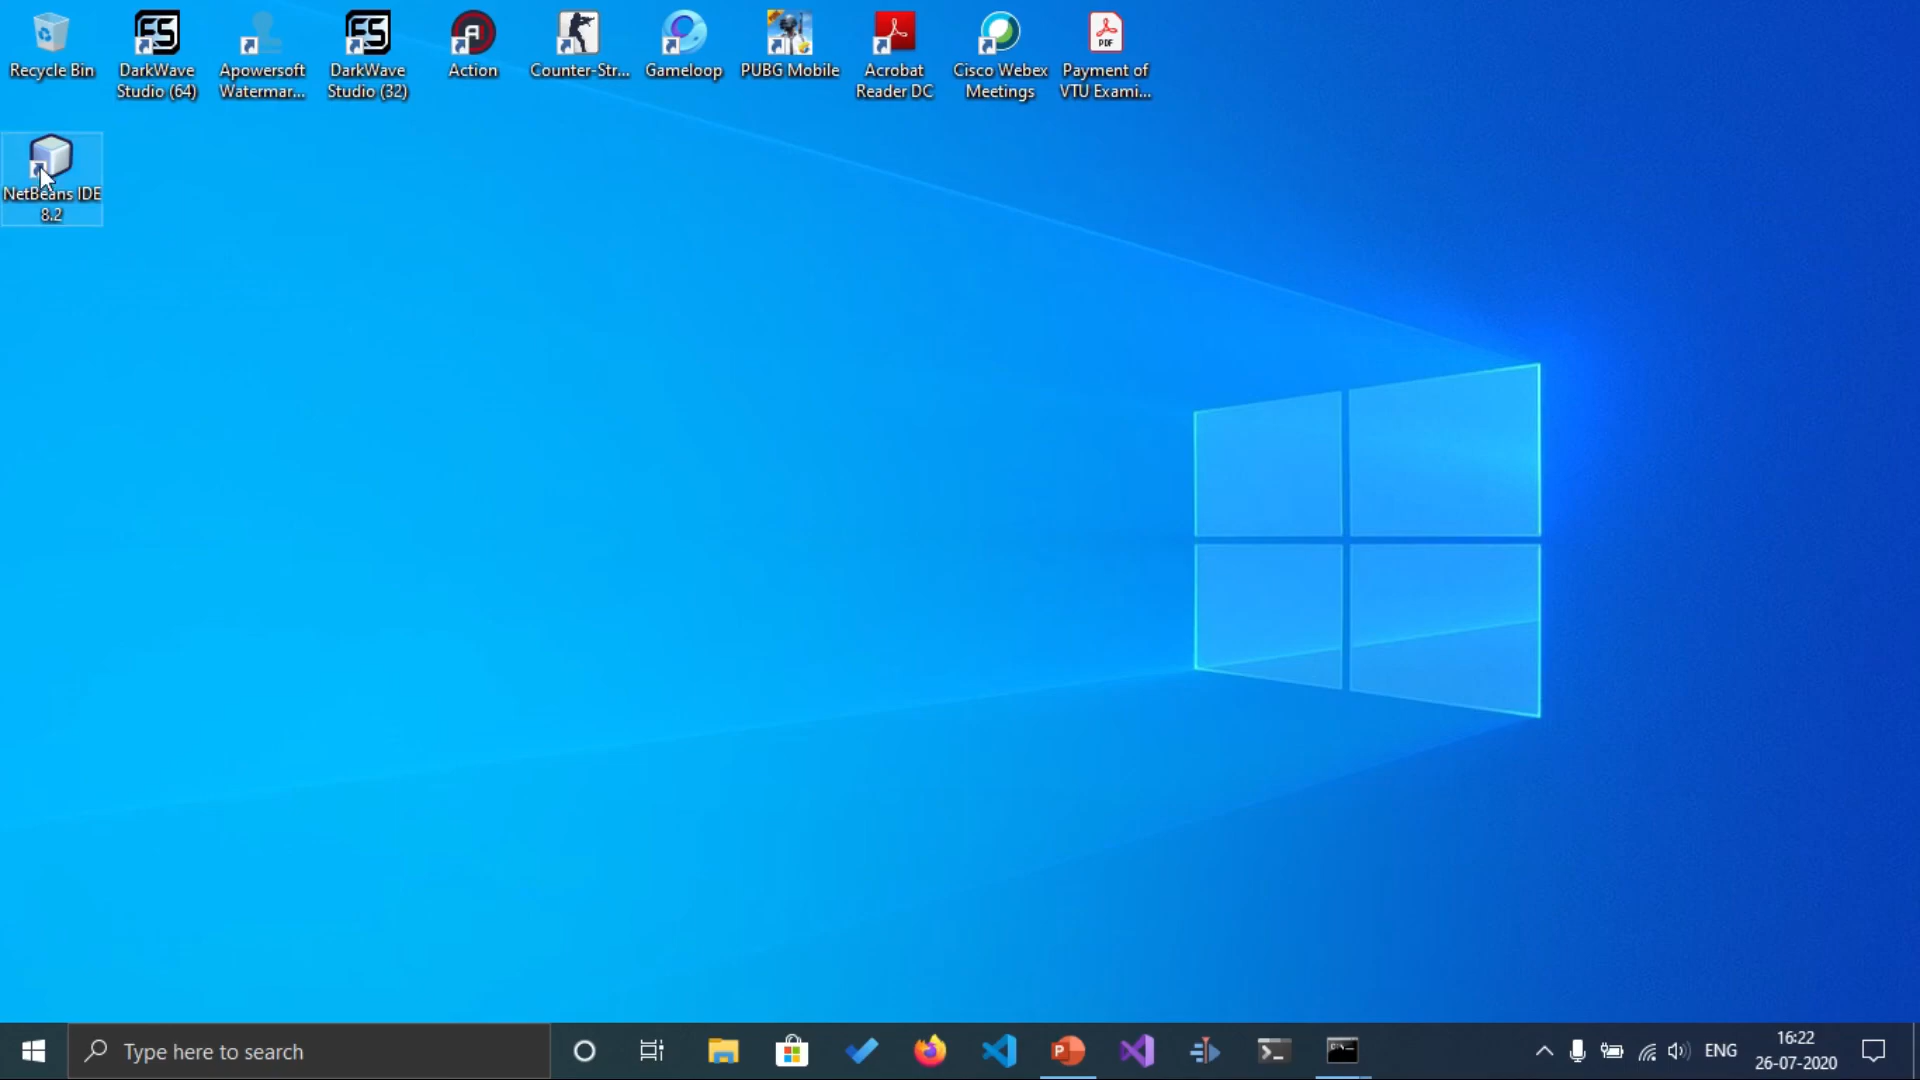 Recycle Bin
DarkWave
Studio (64)
Apowersoft
Watermar...
DarkWave
Studio (32)
Action
Counter-Str...
Gameloop
PUBG Mobile
Acrobat
Reader DC
Cisco Webex
Meetings
PDF
Payment of
VTU Exami...
NetBeans IDE
8.2
Type here to search
ENG
16:22
26-07-2020